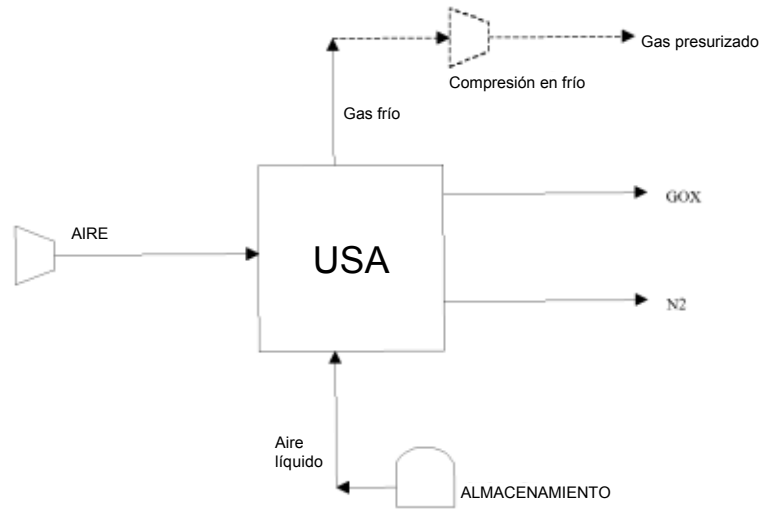 Gas presurizado
Compresión en frío
Gas frío
GOX
AIRE
USA
N2
Aire
líquido
ALMACENAMIENTO